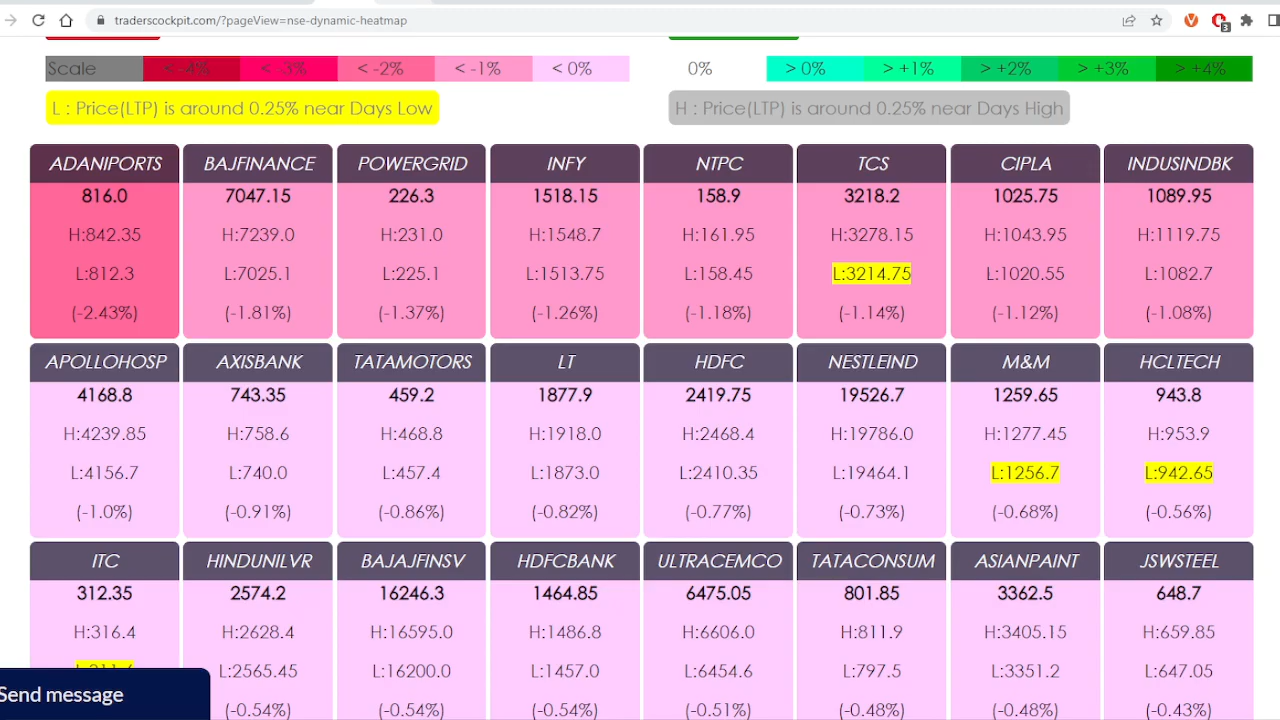 traderscockpit.com/?pageView=nse-dynamic-heatmap
3
Scale < -4% < -3% < -2% < -1% < 0% 0% > 0% > +1% > +2% > +3% > +4%
L : Price(LTP) is around 0.25% near Days Low H : Price(LTP) is around 0.25% near Days High
ADANIPORTS BAJFINANCE POWERGRID INFY NTPC TCS CIPLA INDUSINDBK
816.0 7047.15 226.3 1518.15 158.9 3218.2 1025.75 1089.95
H:842.35 H:7239.0 H:231.0 H:1548.7 H:161.95 H:3278.15 H:1043.95 H:1119.75
L:812.3 L:7025.1 L:225.1 L:1513.75 L:158.45 L:3214.75 L:1020.55 L:1082.7
(-2.43%) (-1.81%) (-1.37%) (-1.26%) (-1.18%) (-1.14%) (-1.12%) (-1.08%)
APOLLOHOSP AXISBANK TATAMOTORS LT HDFC NESTLEIND M&M HCLTECH
4168.8 743.35 459.2 1877.9 2419.75 19526.7 1259.65 943.8
H:4239.85 H:758.6 H:468.8 H:1918.0 H:2468.4 H:19786.0 H:1277.45 H:953.9
L:4156.7 L:740.0 L:457.4 L:1873.0 L:2410.35 L:19464.1 L:1256.7 L:942.65
(-1.0%) (-0.91%) (-0.86%) (-0.82%) (-0.77%) (-0.73%) (-0.68%) (-0.56%)
ITC HINDUNILVR BAJAJFINSV HDFCBANK ULTRACEMCO TATACONSUM ASIANPAINT JSWSTEEL
312.35 2574.2 16246.3 1464.85 6475.05 801.85 3362.5 648.7
H:316.4 H:2628.4 H:16595.0 H:1486.8 H:6606.0 H:811.9 H:3405.15 H:659.85
L:2565.45 L:16200.0 L:1457.0 L:6454.6 L:797.5 L:3351.2 L:647.05
(-0.54%) (-0.54%) (-0.54%) (-0.51%) (-0.48%) (-0.48%) (-0.43%)
Send message